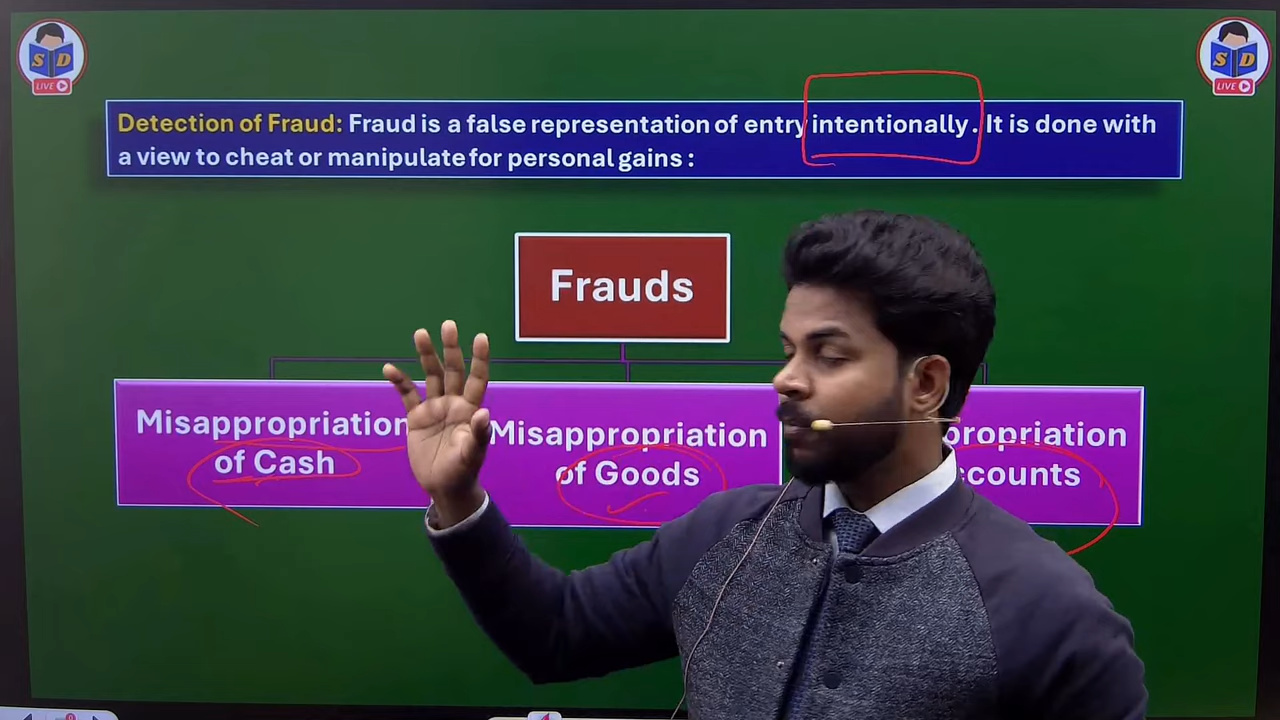 S D
LIVE
S D
LIVE
Detection of Fraud: Fraud is a false representation of entry intentionally. It is done with
a view to cheat or manipulate for personal gains :
Frauds
Misappropriation
of Cash
Misappropriation
of Goods
propriation
ccounts